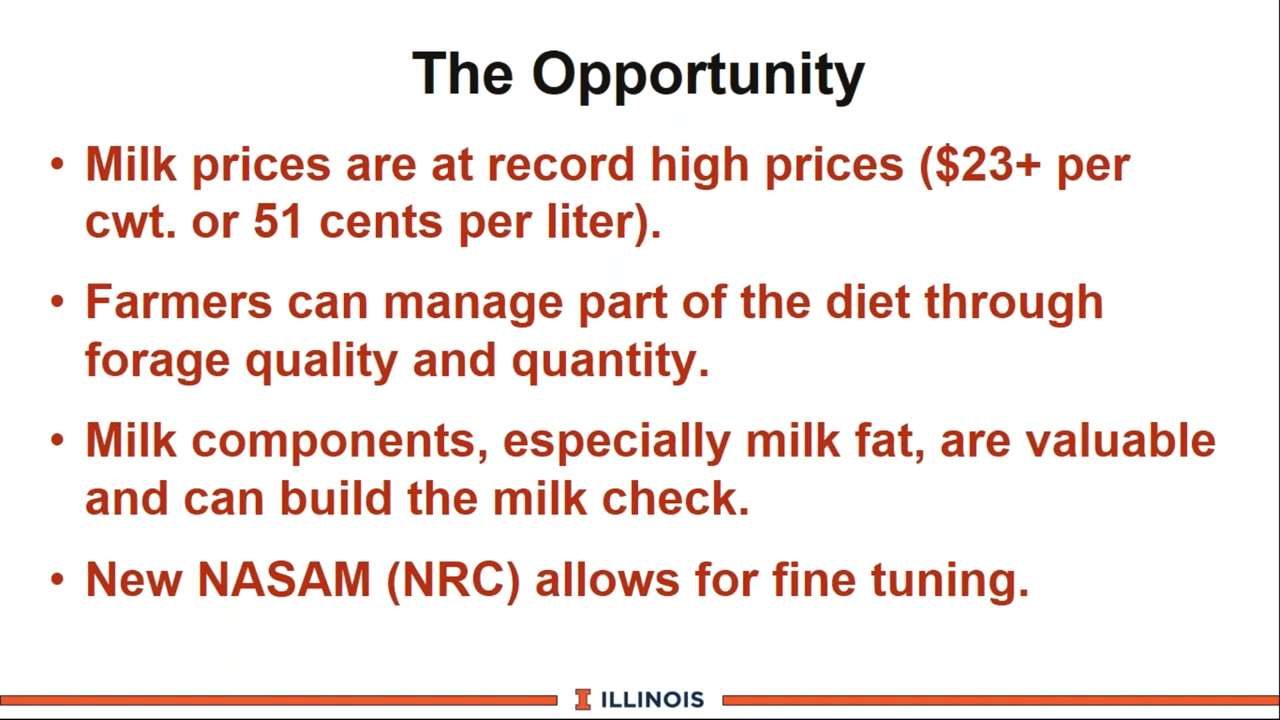 The Opportunity
• Milk prices are at record high prices ($23+ per
cwt. or 51 cents per liter).
• Farmers can manage part of the diet through
forage quality and quantity.
• Milk components, especially milk fat, are valuable
and can build the milk check.
• New NASAM (NRC) allows for fine tuning.
I ILLINOIS